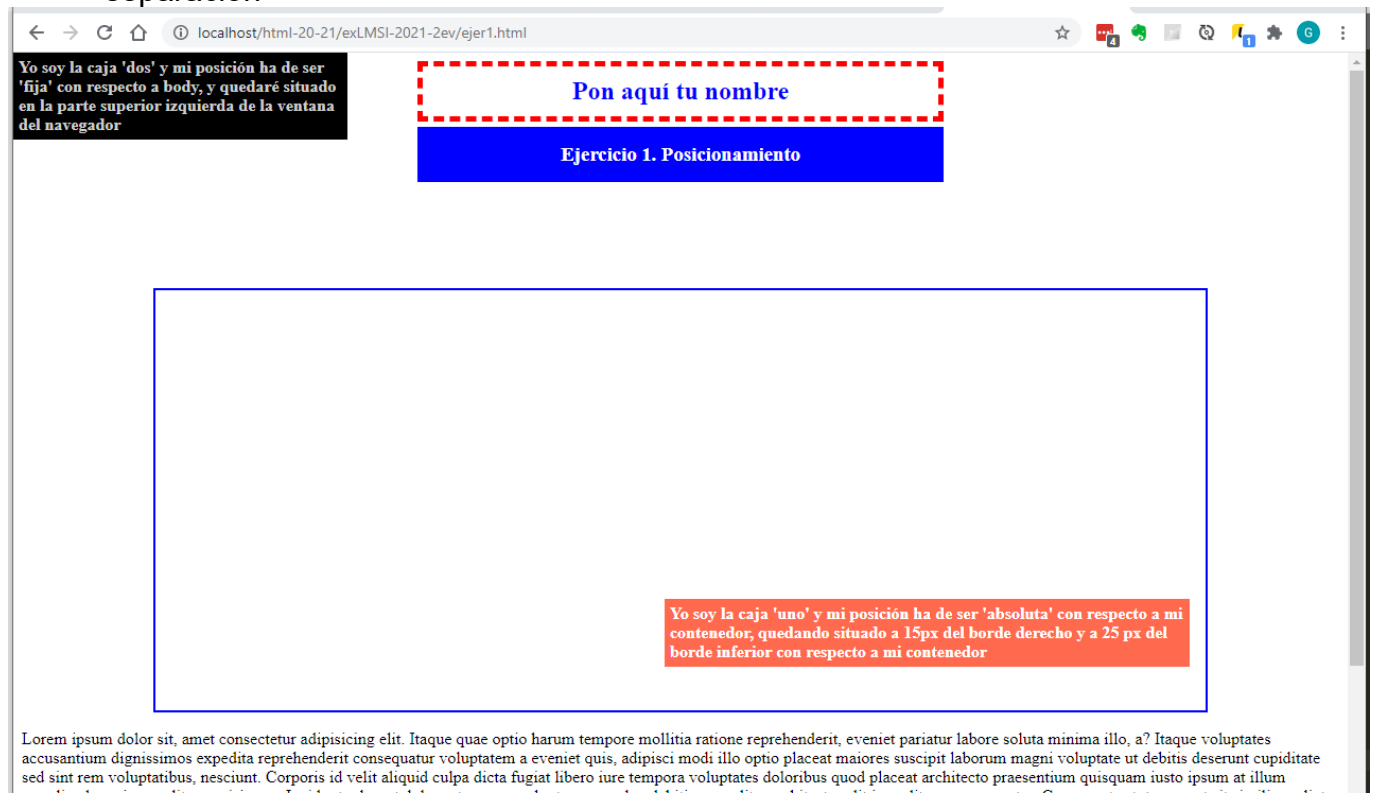 separación
localhost/html-20-21/exLMSI-2021-2ev/ejer1.html
4
1
G
Yo soy la caja 'dos' y mi posición ha de ser
'fija' con respecto a body, y quedaré situado
en la parte superior izquierda de la ventana
del navegador
Pon aquí tu nombre
Ejercicio 1. Posicionamiento
Yo soy la caja 'uno' y mi posición ha de ser 'absoluta' con respecto a mi
contenedor, quedando situado a 15px del borde derecho y a 25 px del
borde inferior con respecto a mi contenedor
Lorem ipsum dolor sit, amet consectetur adipisicing elit. Itaque quae optio harum tempore mollitia ratione reprehenderit, eveniet pariatur labore soluta minima illo, a? Itaque voluptates
accusantium dignissimos expedita reprehenderit consequatur voluptatem a eveniet quis, adipisci modi illo optio placeat maiores suscipit laborum magni voluptate ut debitis deserunt cupiditate
sed sint rem voluptatibus, nesciunt. Corporis id velit aliquid culpa dicta fugiat libero iure tempora voluptates doloribus quod placeat architecto praesentium quisquam iusto ipsum at illum